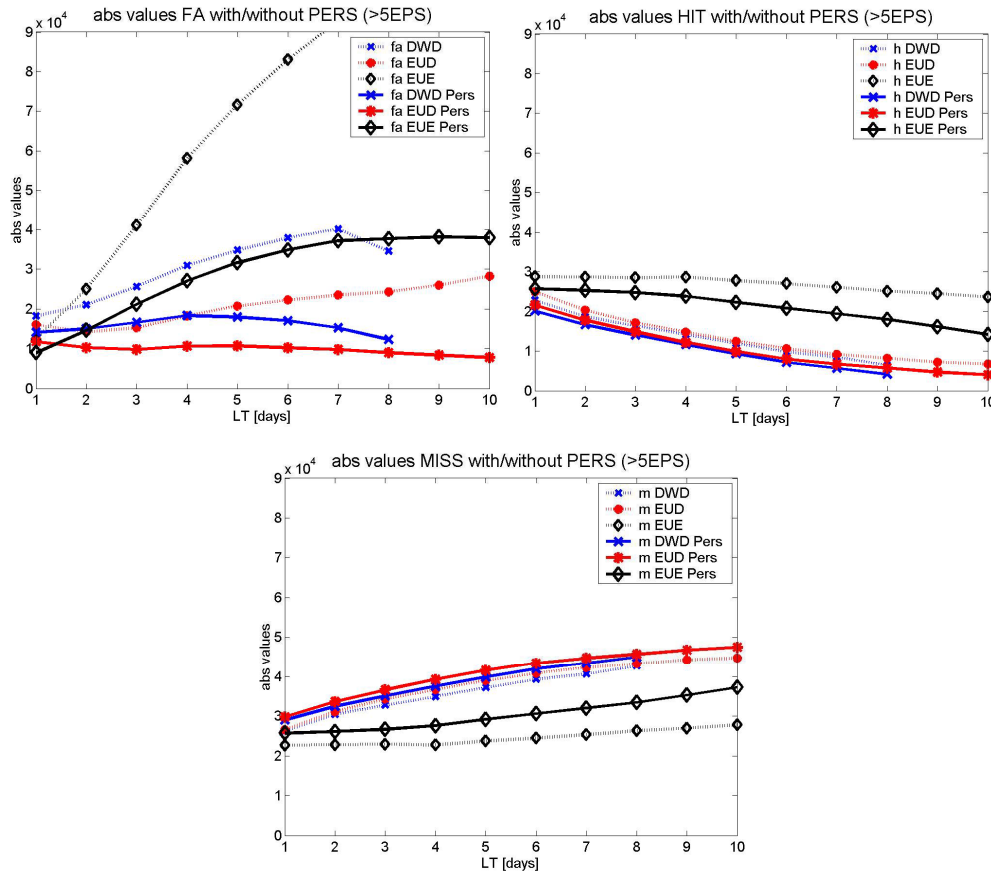 abs values FA with/without PERS (>5EPS)
9 x 10^4
8
7
6
5
4
3
2
1
0
abs values
1 2 3 4 5 6 7 8 9 10
LT [days]
fa DWD
fa EUD
fa EUE
fa DWD Pers
fa EUD Pers
fa EUE Pers
abs values HIT with/without PERS (>5EPS)
9 x 10^4
8
7
6
5
4
3
2
1
0
abs values
1 2 3 4 5 6 7 8 9 10
LT [days]
h DWD
h EUD
h EUE
h DWD Pers
h EUD Pers
h EUE Pers
abs values MISS with/without PERS (>5EPS)
9 x 10^4
8
7
6
5
4
3
2
1
0
abs values
1 2 3 4 5 6 7 8 9 10
LT [days]
m DWD
m EUD
m EUE
m DWD Pers
m EUD Pers
m EUE Pers